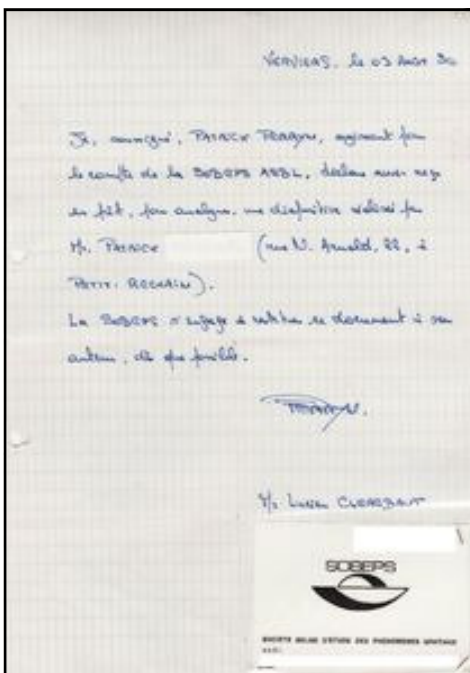 Verviers, le 03 août 90
Je, soussigné, Patrick Ferryn, agissant pour
le compte de la SOBEPS ASBL, déclare avoir reçu
en prêt, pour analyse, une diapositive réalisée par
Mr. Patrick (rue N. Arnold, 22, à
Petit-Rechain).
La SOBEPS s'engage à restituer ce document à son
auteur, dès que possible.
Lucien Clerebaut
SOBEPS
SOCIETE BELGE D'ETUDE DES PHENOMENES SPATIAUX